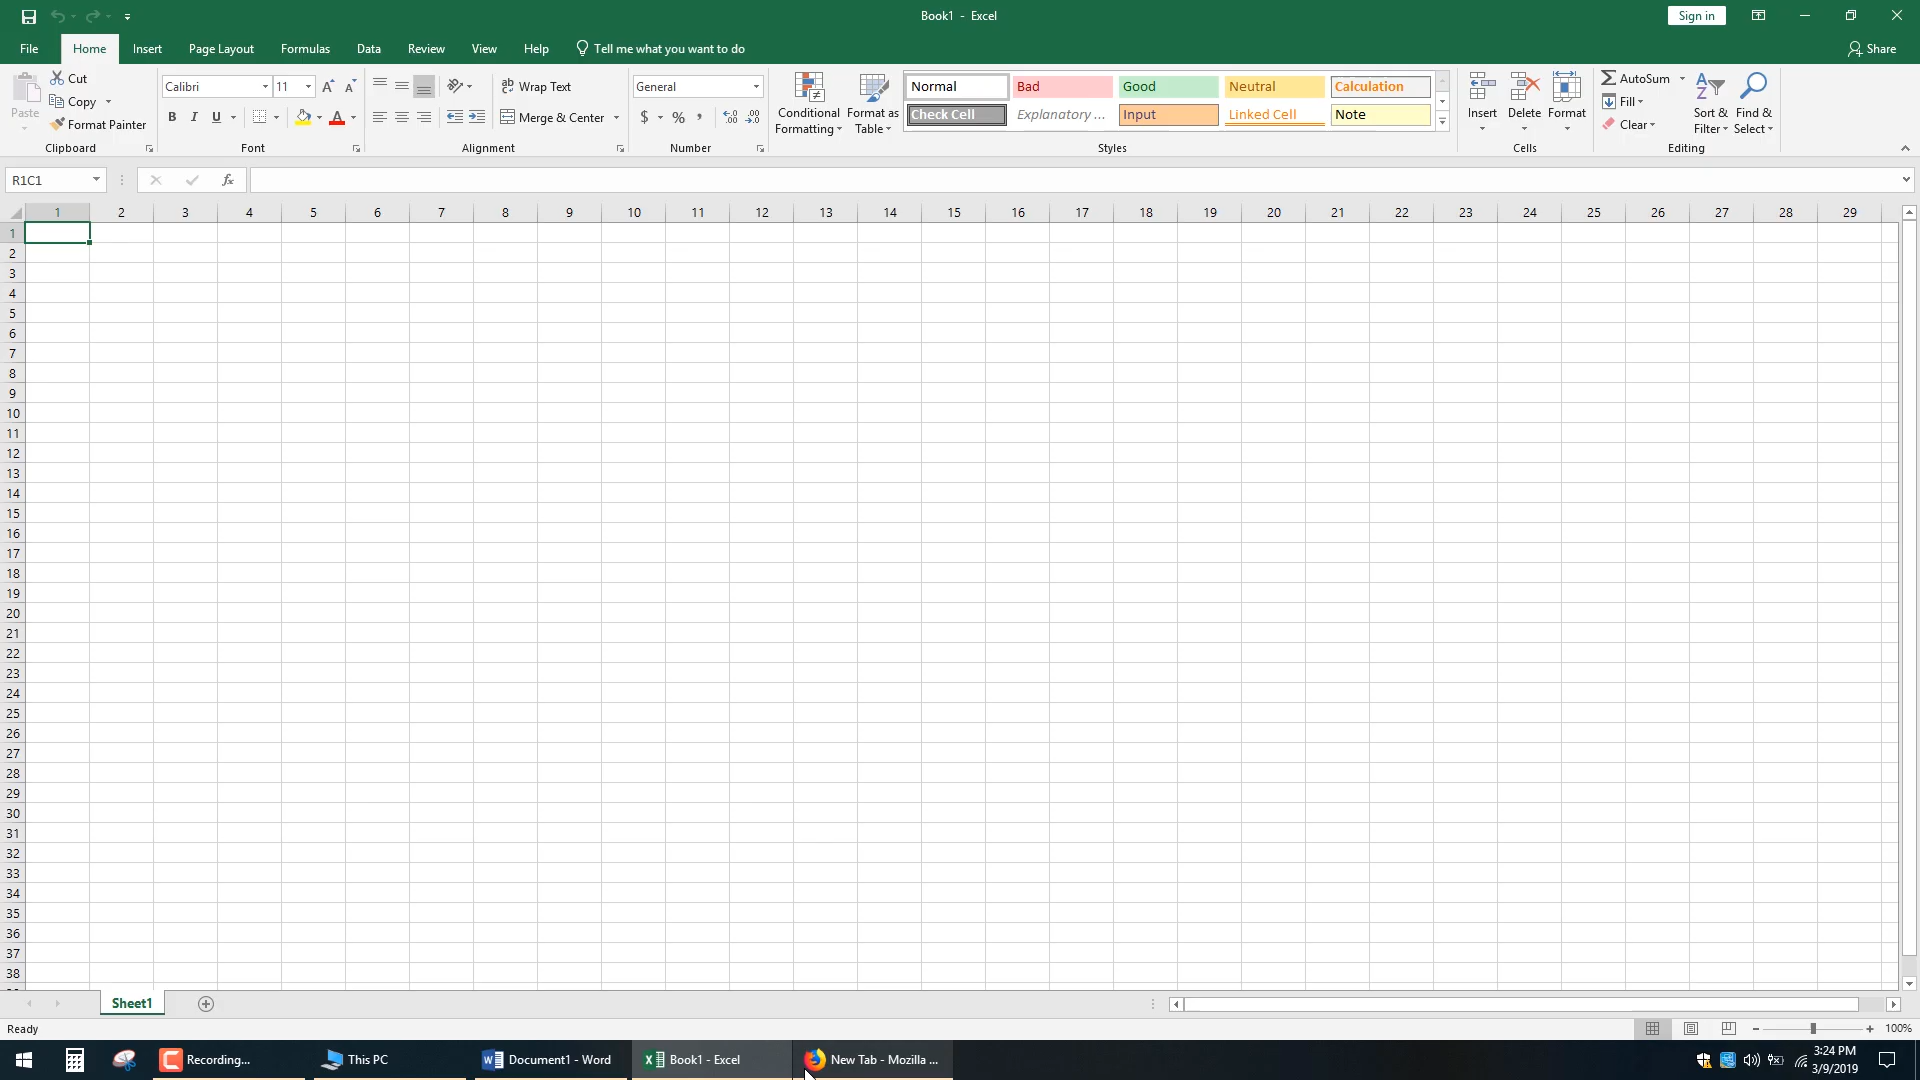 Book1 - Excel
Sign in
File Home Insert Page Layout Formulas Data Review View Help Tell me what you want to do Share
Paste
Cut
Copy
Format Painter
Clipboard
Calibri 11
B I U A
Font
ab Wrap Text
Merge & Center
Alignment
General
$ % ,
Number
Conditional Formatting
Format as Table
Normal Bad Good Neutral Calculation
Check Cell Explanatory ... Input Linked Cell Note
Styles
Insert Delete Format
Cells
AutoSum
Fill
Clear
Sort & Filter
Find & Select
Editing
R1C1 fx
1 2 3 4 5 6 7 8 9 10 11 12 13 14 15 16 17 18 19 20 21 22 23 24 25 26 27 28 29
1
2
3
4
5
6
7
8
9
10
11
12
13
14
15
16
17
18
19
20
21
22
23
24
25
26
27
28
29
30
31
32
33
34
35
36
37
38
Sheet1
Ready 100%
Recording... This PC Document1 - Word Book1 - Excel New Tab - Mozilla ... 3:24 PM
3/9/2019